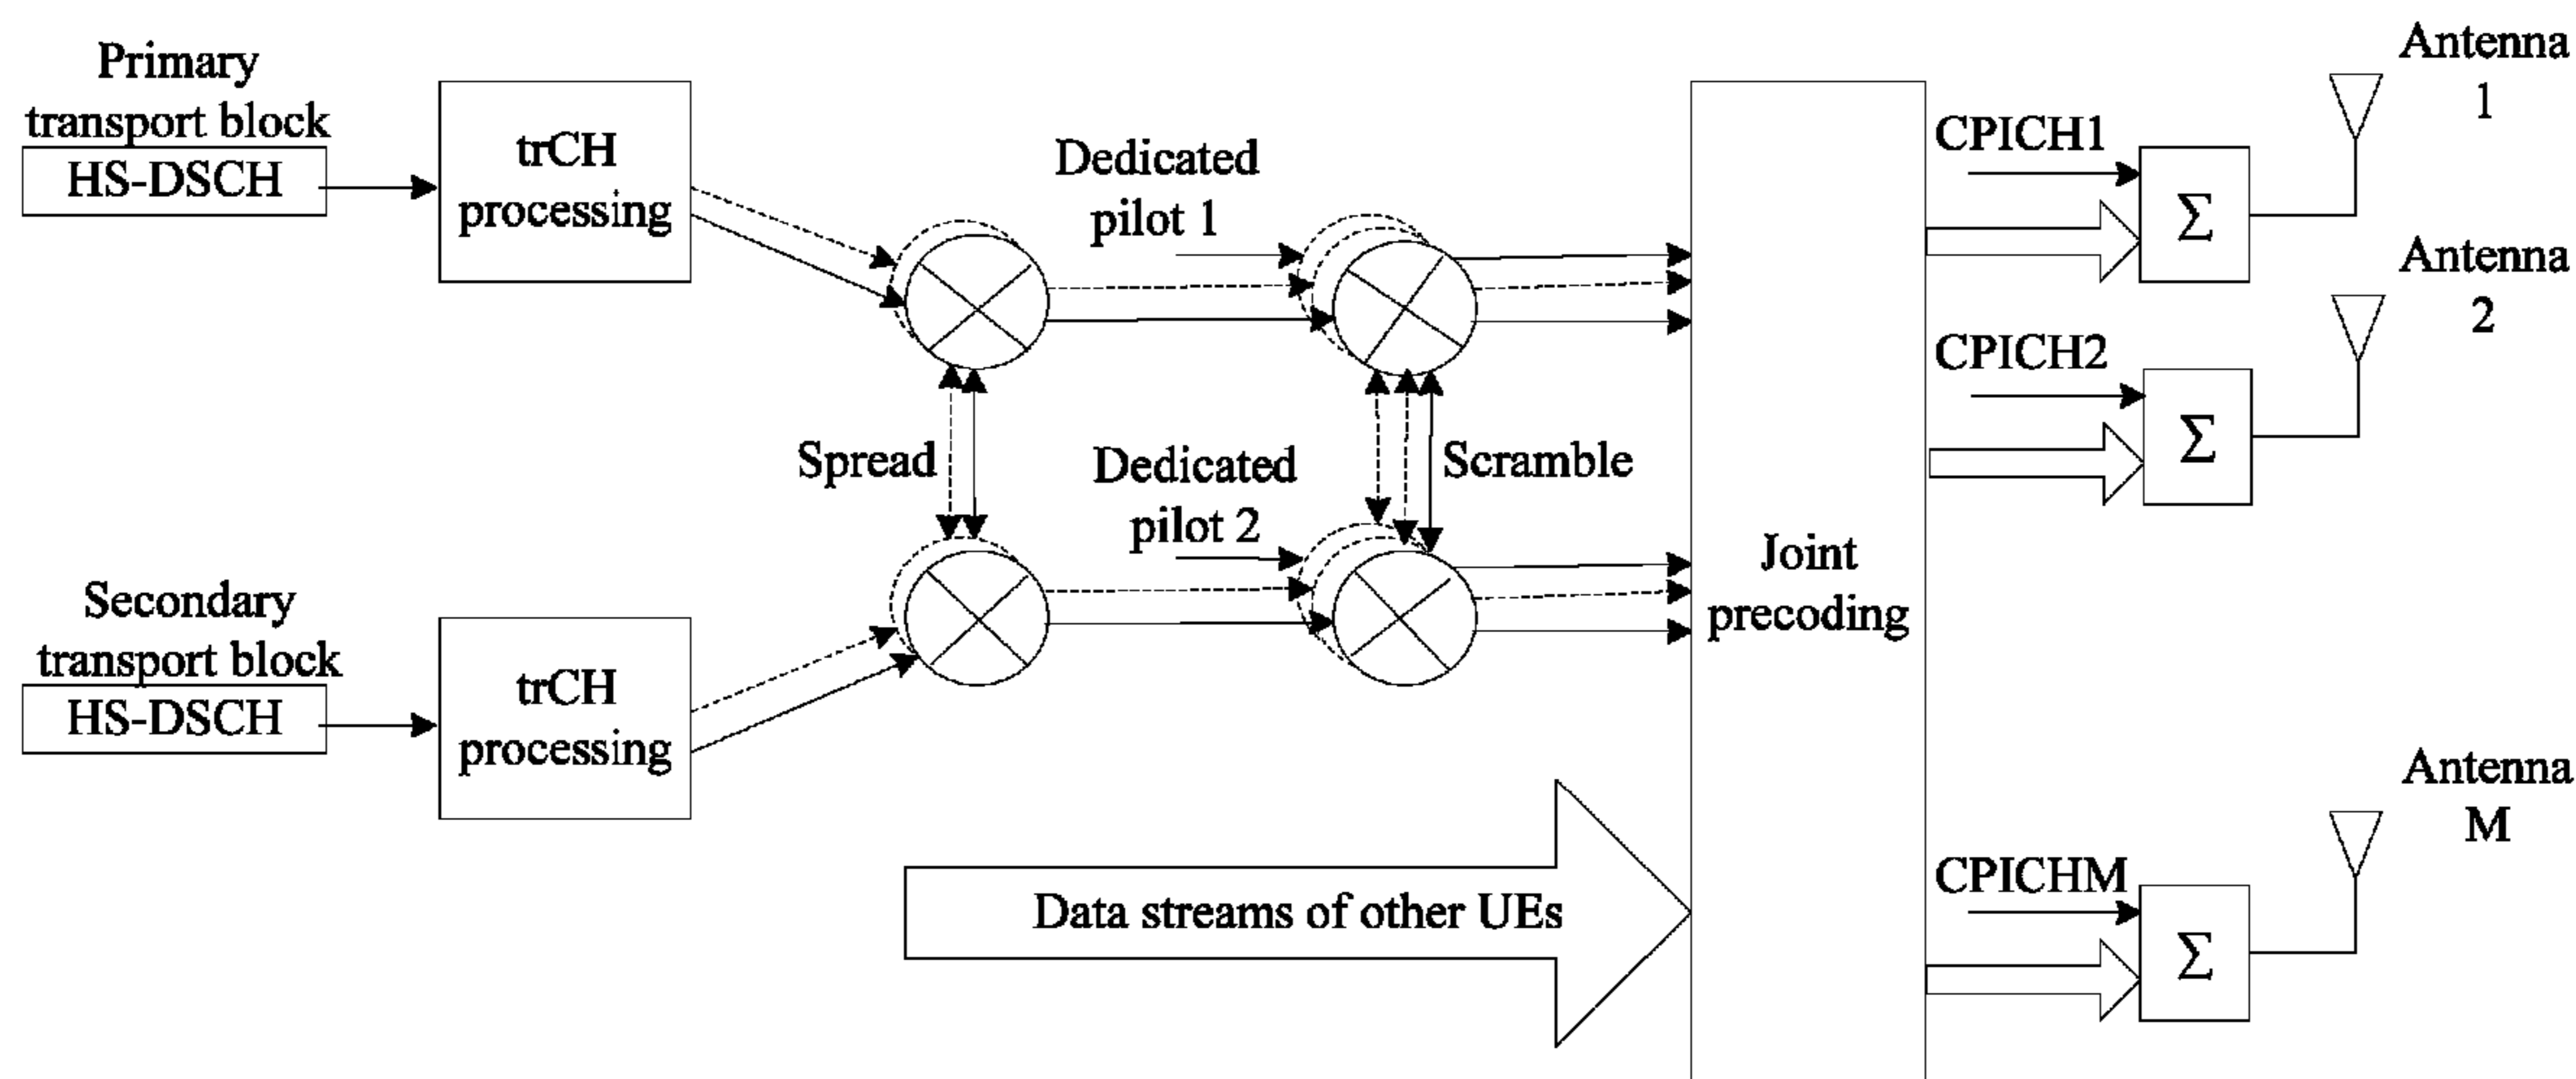 Primary
transport block
HS-DSCH
trCH
processing
Dedicated
pilot 1
Spread
Dedicated
pilot 2
Scramble
Secondary
transport block
HS-DSCH
trCH
processing
Data streams of other UEs
Joint
precoding
CPICH1
Σ
Antenna
1
CPICH2
Σ
Antenna
2
CPICHM
Σ
Antenna
M